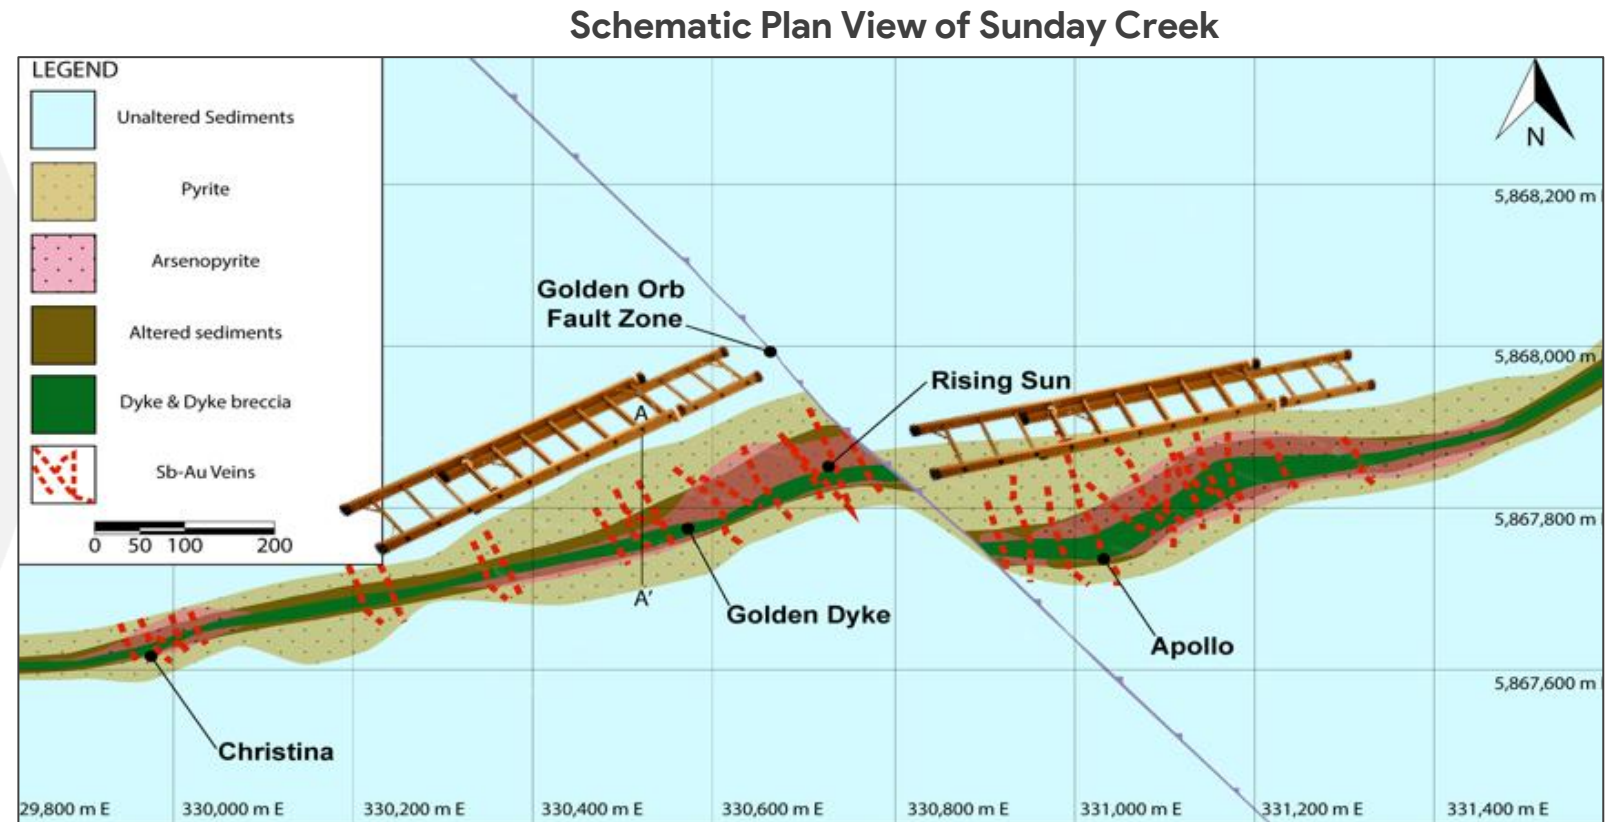 Schematic Plan View of Sunday Creek
LEGEND
Unaltered Sediments
Pyrite
Arsenopyrite
Altered sediments
Dyke & Dyke breccia
Sb-Au Veins
0 50 100 200
N
5,868,200 m
Golden Orb
Fault Zone
5,868,000 m
Rising Sun
A
5,867,800 m
A'
Golden Dyke
Apollo
5,867,600 m
Christina
29,800 m E 330,000 m E 330,200 m E 330,400 m E 330,600 m E 330,800 m E 331,000 m E 331,200 m E 331,400 m E